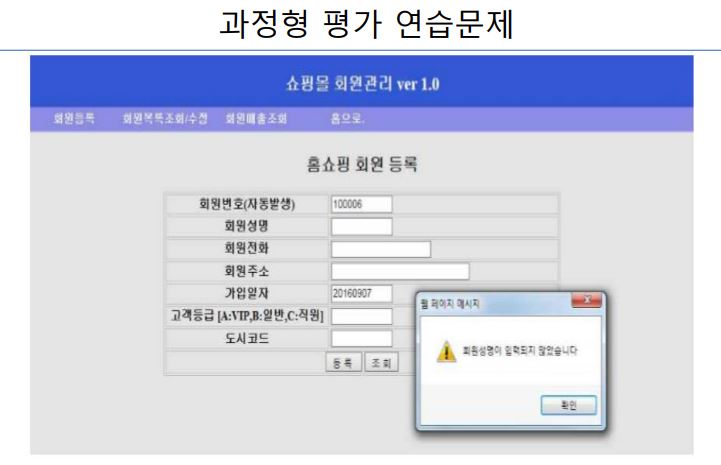 과정형 평가 연습문제
쇼핑몰 회원관리 ver 1.0
회원등록 회원목록조회/수정 회원매출조회 홈으로.
홈쇼핑 회원 등록
회원번호(자동발생) 100006
회원성명
회원전화
회원주소
가입일자 20160907
고객등급 [A:VIP,B:일반,C:직원]
도시코드
등록 조회
웹 페이지 메시지
회원성명이 입력되지 않았습니다
확인